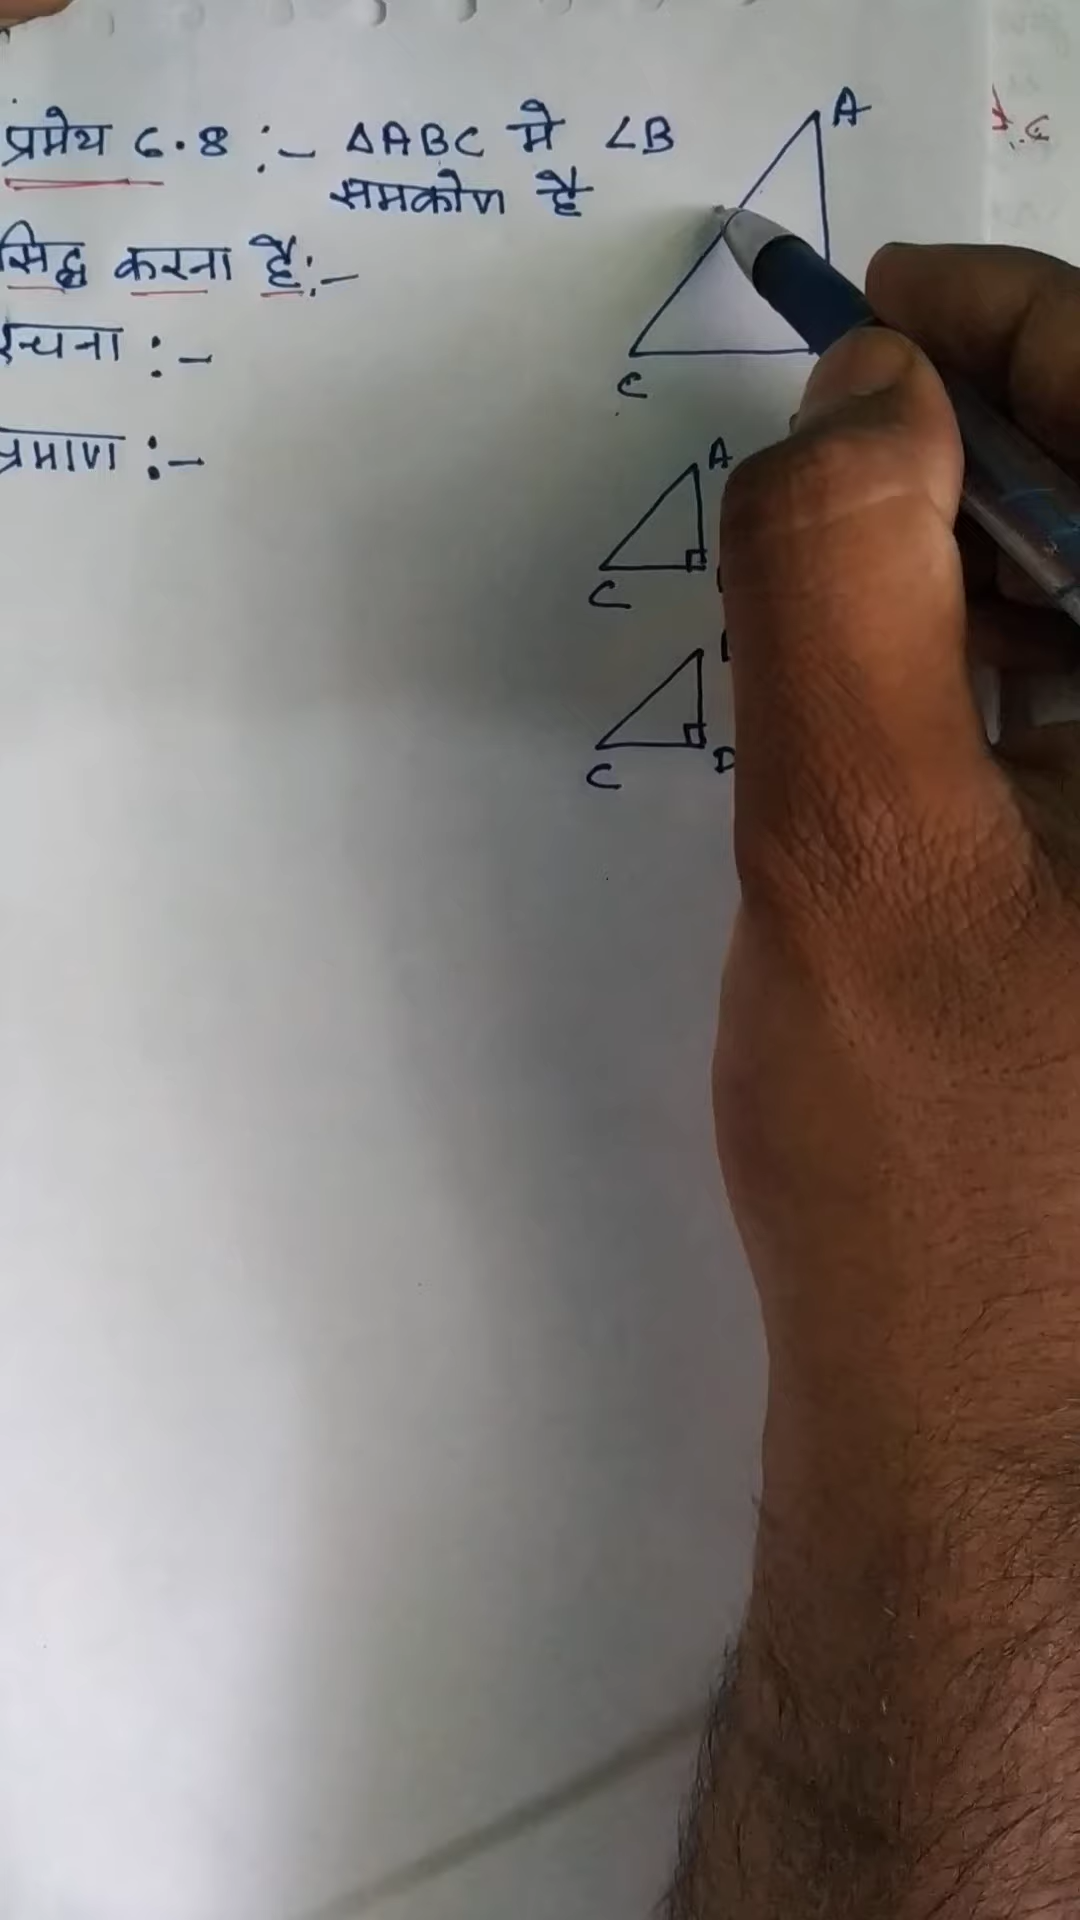 प्रमेय 6.8 :- ΔABC मे ∠B
समकोण है
सिद्ध करना है:-
रचना :-
प्रमाण :-
A
C
A
C
C
D